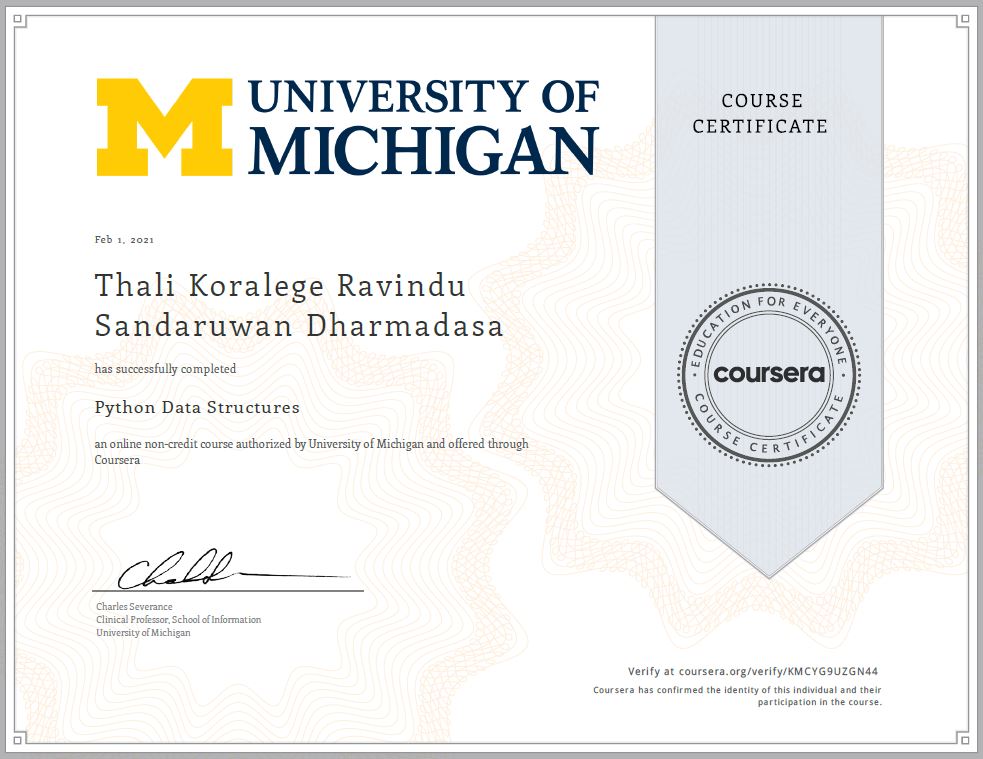 UNIVERSITY OF
MICHIGAN
COURSE
CERTIFICATE
Feb 1, 2021
Thali Koralege Ravindu
Sandaruwan Dharmadasa
has successfully completed
Python Data Structures
an online non-credit course authorized by University of Michigan and offered through
Coursera
EDUCATION FOR EVERYONE
coursera
COURSE CERTIFICATE
Charles Severance
Clinical Professor, School of Information
University of Michigan
Verify at coursera.org/verify/KMCYG9UZGN44
Coursera has confirmed the identity of this individual and their
participation in the course.